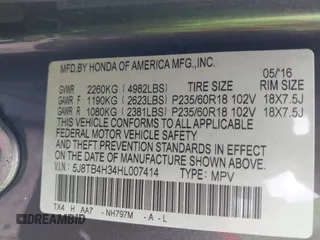 MFD.BY HONDA OF AMERICA MFG.,INC. 05/16
GVWR 2260KG (4982LBS) TIRE SIZE RIM SIZE
GAWR F 1190KG (2623LBS) P235/60R18 102V 18X7.5J
GAWR R 1080KG (2381LBS) P235/60R18 102V 18X7.5J
THIS VEHICLE CONFORMS TO ALL APPLICABLE
FEDERAL MOTOR VEHICLE SAFETY AND
THEFT PREVENTION STANDARDS IN EFFECT ON
THE DATE OF MANUFACTURE SHOWN ABOVE.
V.I.N: 5J8TB4H34HL007414 TYPE: MPV
TX4 H AA7 - NH797M - A - L
DREAMBID